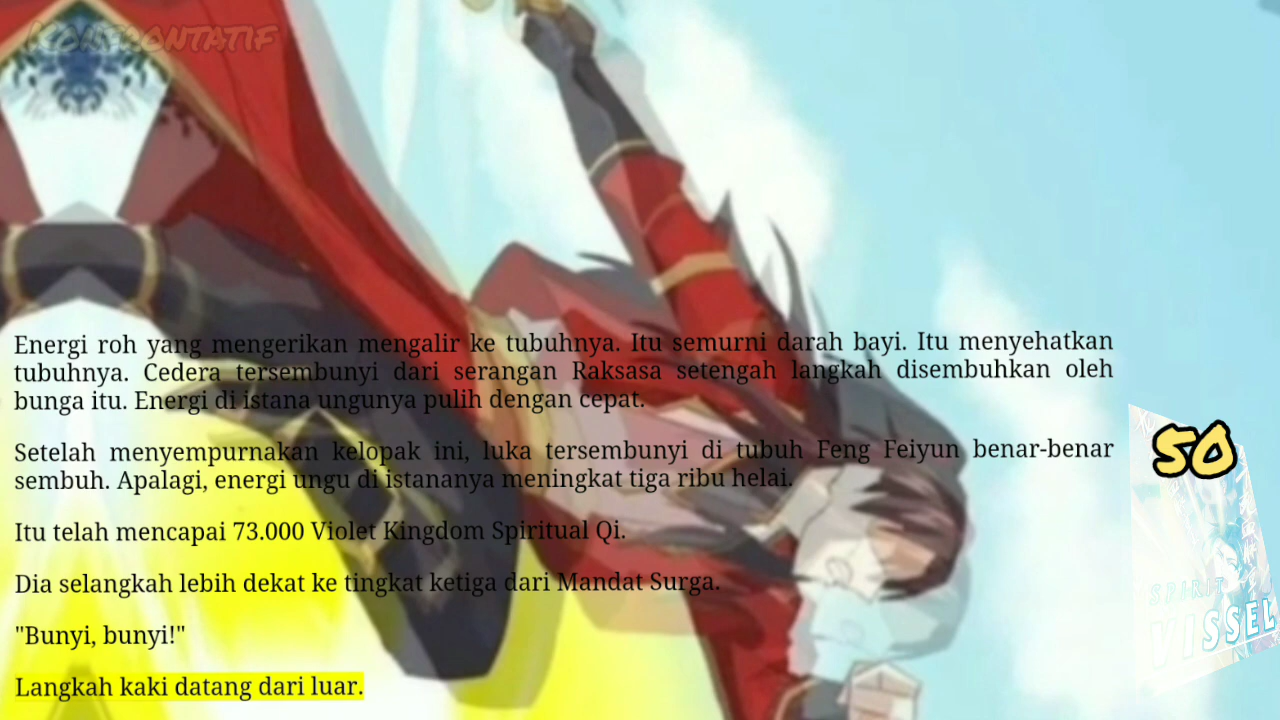 KONFRONTATIF
Energi roh yang mengerikan mengalir ke tubuhnya. Itu semurni darah bayi. Itu menyehatkan
tubuhnya. Cedera tersembunyi dari serangan Raksasa setengah langkah disembuhkan oleh
bunga itu. Energi di istana ungunya pulih dengan cepat.
Setelah menyempurnakan kelopak ini, luka tersembunyi di tubuh Feng Feiyun benar-benar
sembuh. Apalagi, energi ungu di istananya meningkat tiga ribu helai.
Itu telah mencapai 73.000 Violet Kingdom Spiritual Qi.
Dia selangkah lebih dekat ke tingkat ketiga dari Mandat Surga.
"Bunyi, bunyi!"
Langkah kaki datang dari luar.
50
SPIRIT
VISSEL